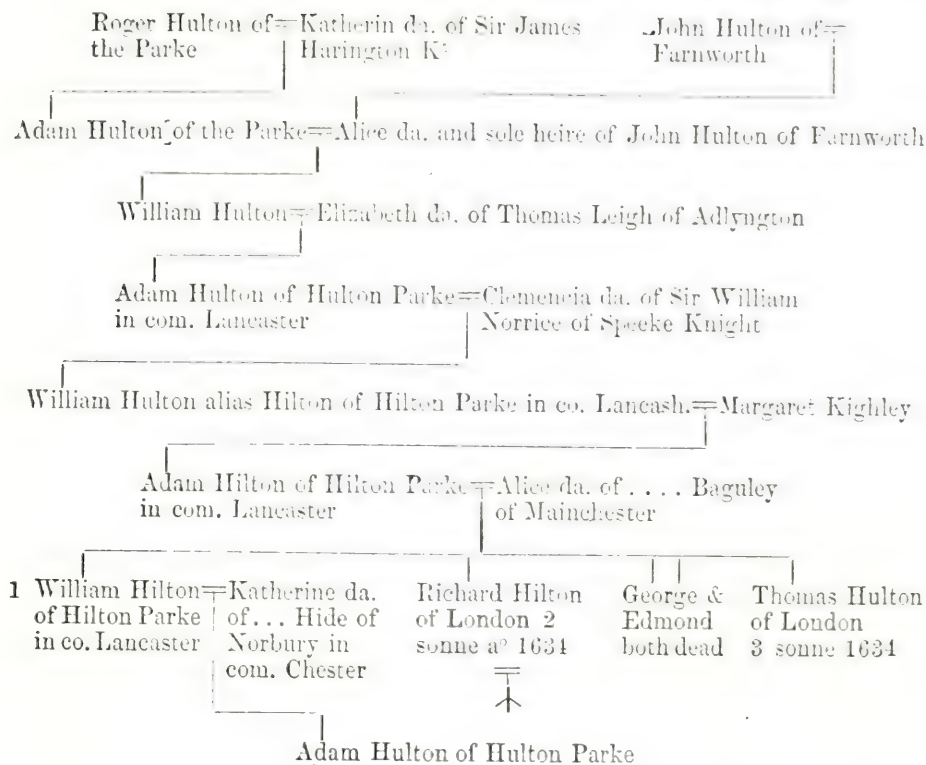 Roger Hulton of = Katherin da. of Sir James
the Parke Harington Kt
John Hulton of =
Farnworth
Adam Hulton of the Parke = Alice da. and sole heire of John Hulton of Farnworth
William Hulton = Elizabeth da. of Thomas Leigh of Adlyngton
Adam Hulton of Hulton Parke = Clemencia da. of Sir William
in com. Lancaster Norrice of Speeke Knight
William Hulton alias Hilton of Hilton Parke in co. Lancash. = Margaret Kighley
Adam Hilton of Hilton Parke = Alice da. of . . . . Baguley
in com. Lancaster of Mainchester
1 William Hilton =
of Hilton Parke
in co. Lancaster
Katherine da.
of ... Hide of
Norbury in
com. Chester
Richard Hilton
of London 2
sonne ao 1634
George &
Edmond
both dead
Thomas Hulton
of London
3 sonne 1634
Adam Hulton of Hulton Parke